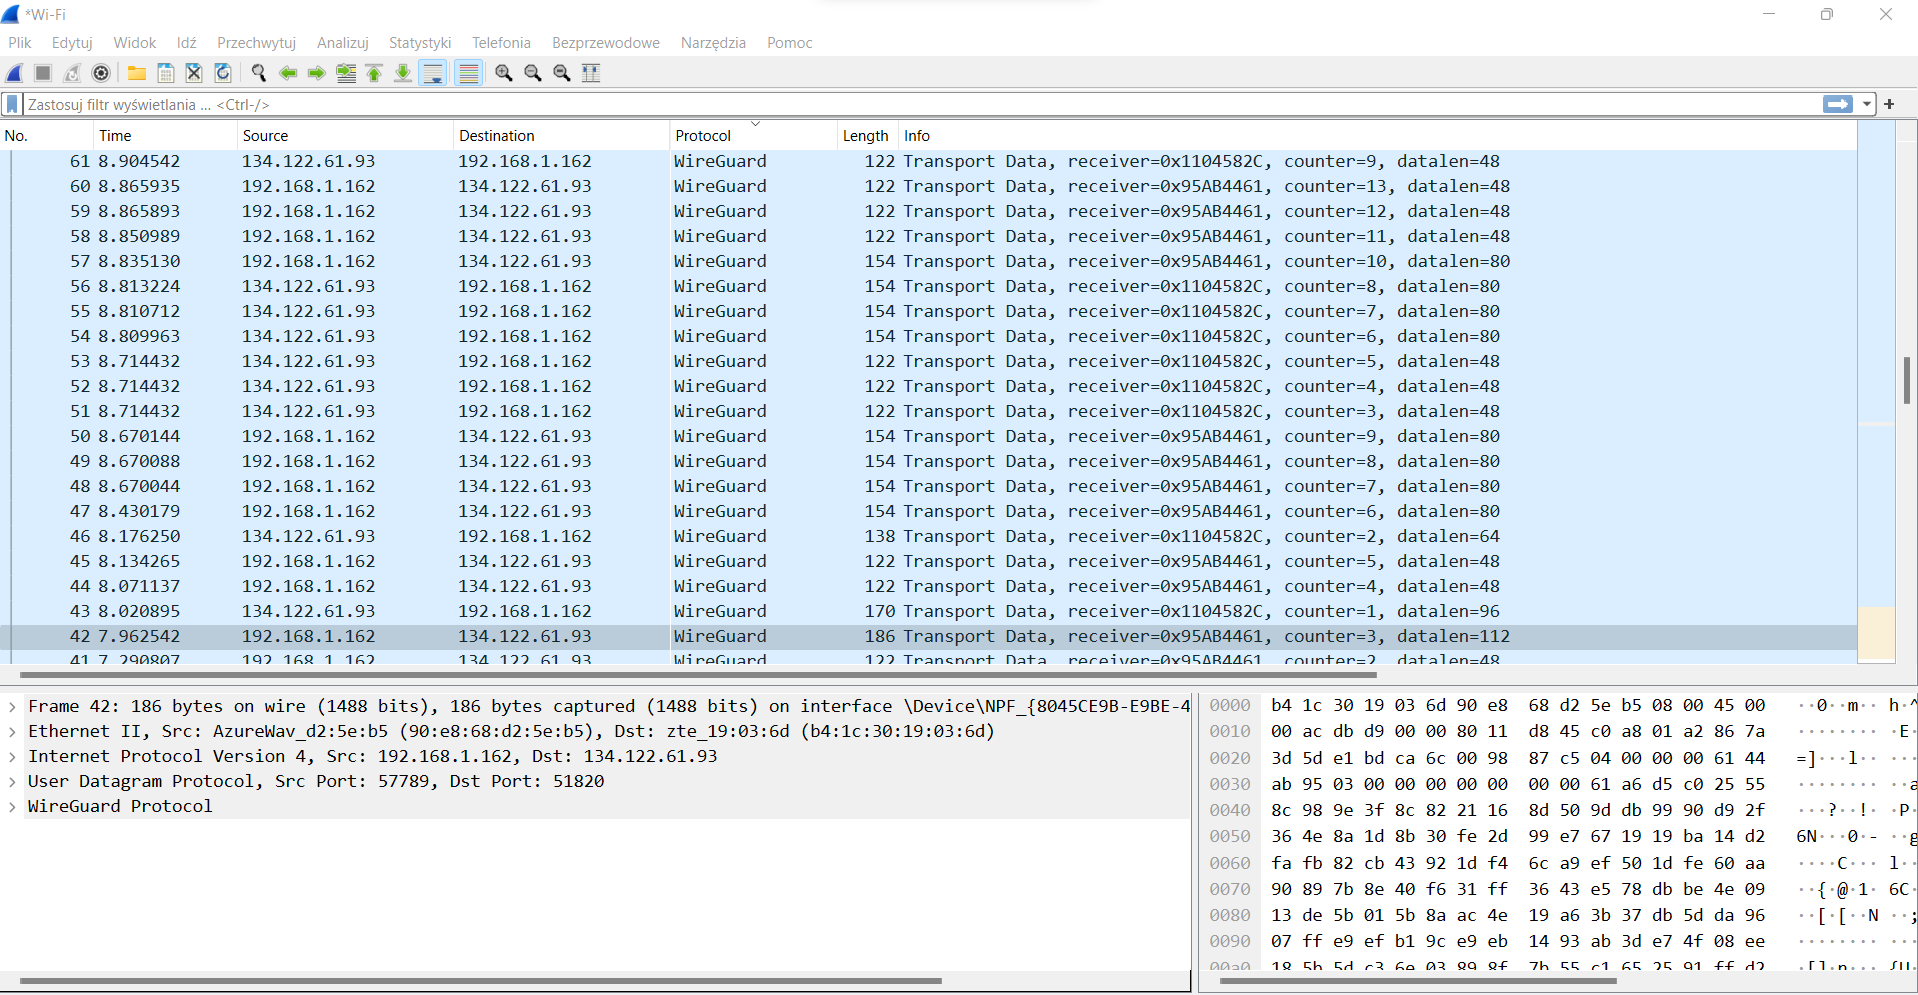 *Wi-Fi
Plik Edytuj Widok Idź Przechwytuj Analizuj Statystyki Telefonia Bezprzewodowe Narzędzia Pomoc
Zastosuj filtr wyświetlania ... <Ctrl-/>
No. Time Source Destination Protocol Length Info
61 8.904542 134.122.61.93 192.168.1.162 WireGuard 122 Transport Data, receiver=0x1104582C, counter=9, datalen=48
60 8.865935 192.168.1.162 134.122.61.93 WireGuard 122 Transport Data, receiver=0x95AB4461, counter=13, datalen=48
59 8.865893 192.168.1.162 134.122.61.93 WireGuard 122 Transport Data, receiver=0x95AB4461, counter=12, datalen=48
58 8.850989 192.168.1.162 134.122.61.93 WireGuard 122 Transport Data, receiver=0x95AB4461, counter=11, datalen=48
57 8.835130 192.168.1.162 134.122.61.93 WireGuard 154 Transport Data, receiver=0x95AB4461, counter=10, datalen=80
56 8.813224 134.122.61.93 192.168.1.162 WireGuard 154 Transport Data, receiver=0x1104582C, counter=8, datalen=80
55 8.810712 134.122.61.93 192.168.1.162 WireGuard 154 Transport Data, receiver=0x1104582C, counter=7, datalen=80
54 8.809963 134.122.61.93 192.168.1.162 WireGuard 154 Transport Data, receiver=0x1104582C, counter=6, datalen=80
53 8.714432 134.122.61.93 192.168.1.162 WireGuard 122 Transport Data, receiver=0x1104582C, counter=5, datalen=48
52 8.714432 134.122.61.93 192.168.1.162 WireGuard 122 Transport Data, receiver=0x1104582C, counter=4, datalen=48
51 8.714432 134.122.61.93 192.168.1.162 WireGuard 122 Transport Data, receiver=0x1104582C, counter=3, datalen=48
50 8.670144 192.168.1.162 134.122.61.93 WireGuard 154 Transport Data, receiver=0x95AB4461, counter=9, datalen=80
49 8.670088 192.168.1.162 134.122.61.93 WireGuard 154 Transport Data, receiver=0x95AB4461, counter=8, datalen=80
48 8.670044 192.168.1.162 134.122.61.93 WireGuard 154 Transport Data, receiver=0x95AB4461, counter=7, datalen=80
47 8.430179 192.168.1.162 134.122.61.93 WireGuard 154 Transport Data, receiver=0x95AB4461, counter=6, datalen=80
46 8.176250 134.122.61.93 192.168.1.162 WireGuard 138 Transport Data, receiver=0x1104582C, counter=2, datalen=64
45 8.134265 192.168.1.162 134.122.61.93 WireGuard 122 Transport Data, receiver=0x95AB4461, counter=5, datalen=48
44 8.071137 192.168.1.162 134.122.61.93 WireGuard 122 Transport Data, receiver=0x95AB4461, counter=4, datalen=48
43 8.020895 134.122.61.93 192.168.1.162 WireGuard 170 Transport Data, receiver=0x1104582C, counter=1, datalen=96
42 7.962542 192.168.1.162 134.122.61.93 WireGuard 186 Transport Data, receiver=0x95AB4461, counter=3, datalen=112
41 7.290807 192.168.1.162 134.122.61.93 WireGuard 122 Transport Data, receiver=0x95AB4461, counter=2, datalen=48
Frame 42: 186 bytes on wire (1488 bits), 186 bytes captured (1488 bits) on interface \Device\NPF_{8045CE9B-E9BE-4
Ethernet II, Src: AzureWav_d2:5e:b5 (90:e8:68:d2:5e:b5), Dst: zte_19:03:6d (b4:1c:30:19:03:6d)
Internet Protocol Version 4, Src: 192.168.1.162, Dst: 134.122.61.93
User Datagram Protocol, Src Port: 57789, Dst Port: 51820
WireGuard Protocol
0000 b4 1c 30 19 03 6d 90 e8 68 d2 5e b5 08 00 45 00 ··0··m·· h·^
0010 00 ac db d9 00 00 80 11 d8 45 c0 a8 01 a2 86 7a ········ ·E·
0020 3d 5d e1 bd ca 6c 00 98 87 c5 04 00 00 00 61 44 =]···l·· ···
0030 ab 95 03 00 00 00 00 00 00 00 61 a6 d5 c0 25 55 ········ ··a
0040 8c 98 9e 3f 8c 82 21 16 8d 50 9d db 99 90 d9 2f ···?··!· ·P·
0050 36 4e 8a 1d 8b 30 fe 2d 99 e7 67 19 19 ba 14 d2 6N···0·- ··g
0060 fa fb 82 cb 43 92 1d f4 6c a9 ef 50 1d fe 60 aa ····C··· l··
0070 90 89 7b 8e 40 f6 31 ff 36 43 e5 78 db be 4e 09 ··{·@·1· 6C·
0080 13 de 5b 01 5b 8a ac 4e 19 a6 3b 37 db 5d da 96 ··[·[··N ··;
0090 07 ff e9 ef b1 9c e9 eb 14 93 ab 3d e7 4f 08 ee ········ ···
00a0 18 5b 5d c3 6e 03 89 8f 7b 55 c1 65 25 91 ff d2 ·[]·n··· {U·